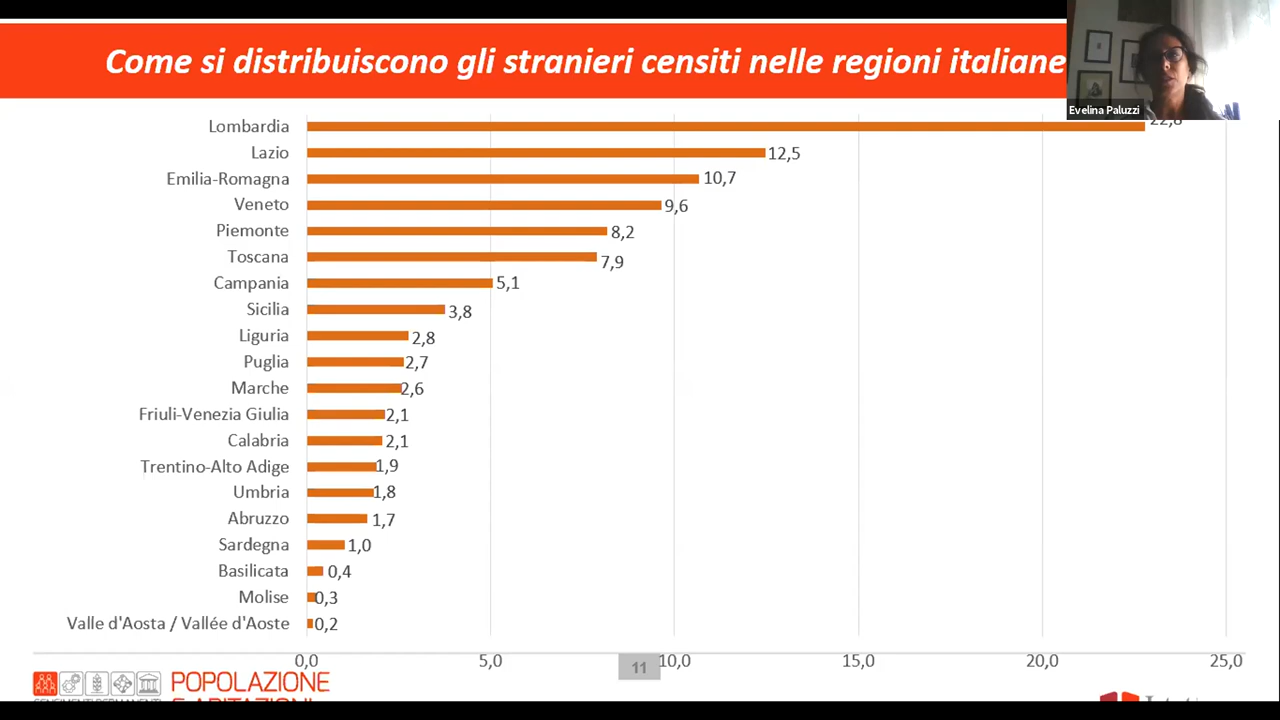 Come si distribuiscono gli stranieri censiti nelle regioni italiane
Evelina Paluzzi
Lombardia 22,8
Lazio 12,5
Emilia-Romagna 10,7
Veneto 9,6
Piemonte 8,2
Toscana 7,9
Campania 5,1
Sicilia 3,8
Liguria 2,8
Puglia 2,7
Marche 2,6
Friuli-Venezia Giulia 2,1
Calabria 2,1
Trentino-Alto Adige 1,9
Umbria 1,8
Abruzzo 1,7
Sardegna 1,0
Basilicata 0,4
Molise 0,3
Valle d'Aosta / Vallée d'Aoste 0,2
0,0 5,0 10,0 15,0 20,0 25,0
11
POPOLAZIONE